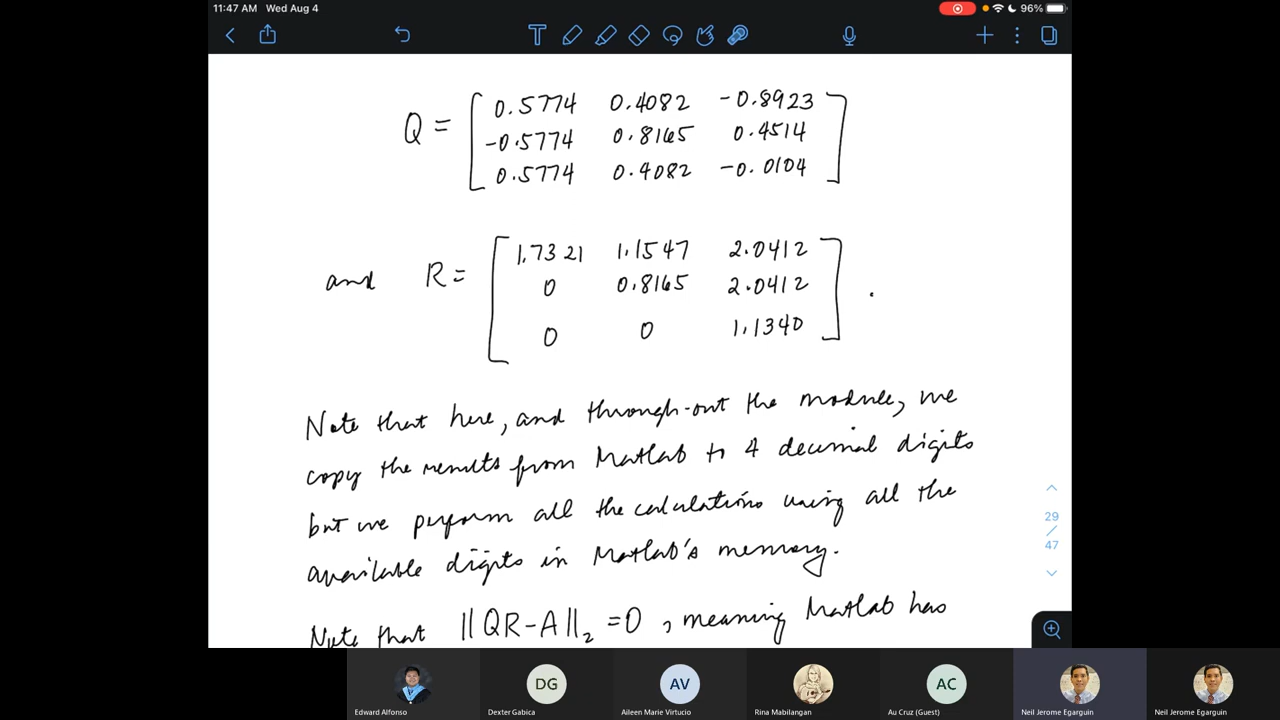 11:47 AM Wed Aug 4
96%
Q = [ 0.5774 0.4082 -0.8923
-0.5774 0.8165 0.4514
0.5774 0.4082 -0.0104 ]
and R = [ 1.7321 1.1547 2.0412
0 0.8165 2.0412
0 0 1.1340 ] .
Note that here, and through-out the module, we
copy the results from Matlab to 4 decimal digits
but we perform all the calculations using all the
available digits in Matlab's memory.
Note that ||QR-A||₂ = 0, meaning Matlab has
29
/
47
DG
AV
AC
Edward Alfonso
Dexter Gabica
Aileen Marie Virtucio
Rina Mabilangan
Au Cruz (Guest)
Neil Jerome Egarguin
Neil Jerome Egarguin